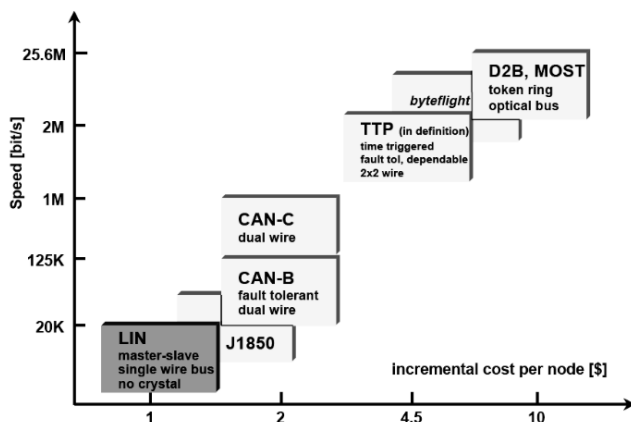 25.6M
D2B, MOST
token ring
optical bus
byteflight
2M
TTP (in definition)
time triggered
fault tol, dependable
2x2 wire
Speed [bit/s]
1M
CAN-C
dual wire
125K
CAN-B
fault tolerant
dual wire
20K
LIN
master-slave
single wire bus
no crystal
J1850
incremental cost per node [$]
1
2
4.5
10